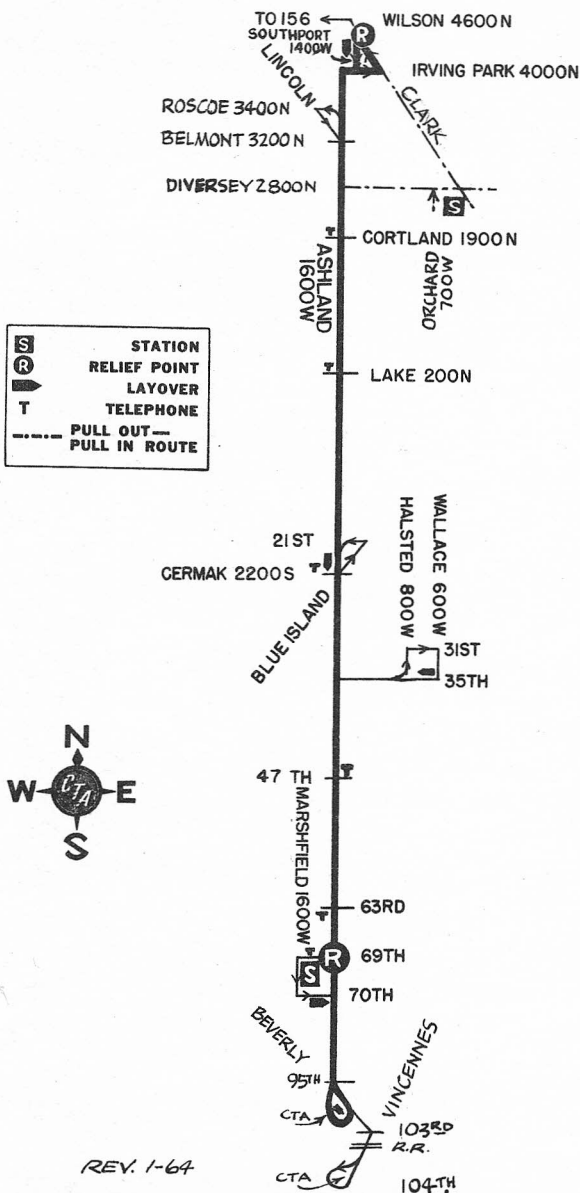 TO 156
WILSON 4600N
R
SOUTHPORT
1400W
IRVING PARK 4000N
LINCOLN
CLARK
ROSCOE 3400N
BELMONT 3200N
DIVERSEY 2800N
S
T
CORTLAND 1900N
ASHLAND
1600W
ORCHARD
700W
S STATION
R RELIEF POINT
LAYOVER
T TELEPHONE
PULL OUT—
PULL IN ROUTE
T
LAKE 200N
21ST
T
CERMAK 2200S
BLUE ISLAND
HALSTED 800W
WALLACE 600W
31ST
35TH
N
W CTA E
S
47 TH
T
MARSHFIELD 1600W
63RD
T
T
R
69TH
S
70TH
BEVERLY
VINCENNES
95TH
CTA
103RD
R.R.
REV. 1-64
CTA
104TH